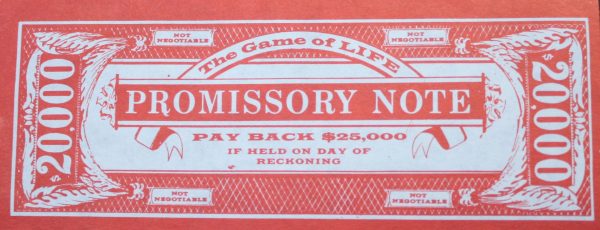 NOT
NEGOTIABLE
NOT
NEGOTIABLE
The Game of LIFE
$20,000
PROMISSORY NOTE
$20,000
PAY BACK $25,000
IF HELD ON DAY OF
RECKONING
NOT
NEGOTIABLE
NOT
NEGOTIABLE